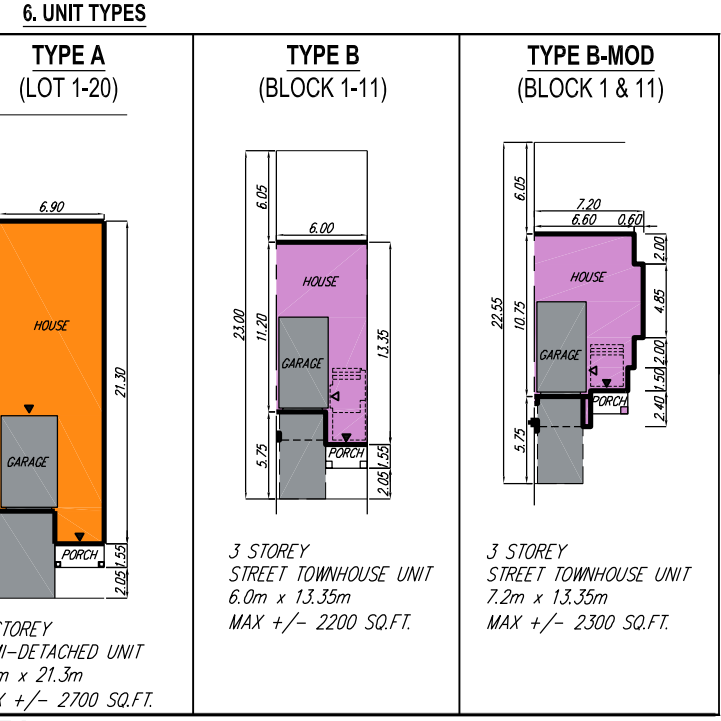 6. UNIT TYPES
TYPE A
(LOT 1-20)
6.90
HOUSE
21.30
GARAGE
PORCH
1.55
2.05
TOREY
MI-DETACHED UNIT
m x 21.3m
X +/- 2700 SQ.FT.
TYPE B
(BLOCK 1-11)
6.05
6.00
HOUSE
23.00
11.20
13.35
GARAGE
5.75
PORCH
1.55
2.05
3 STOREY
STREET TOWNHOUSE UNIT
6.0m x 13.35m
MAX +/- 2200 SQ.FT.
TYPE B-MOD
(BLOCK 1 & 11)
6.05
7.20
6.60
0.60
2.00
HOUSE
22.55
10.75
4.85
GARAGE
2.00
1.50
PORCH
2.40
5.75
3 STOREY
STREET TOWNHOUSE UNIT
7.2m x 13.35m
MAX +/- 2300 SQ.FT.